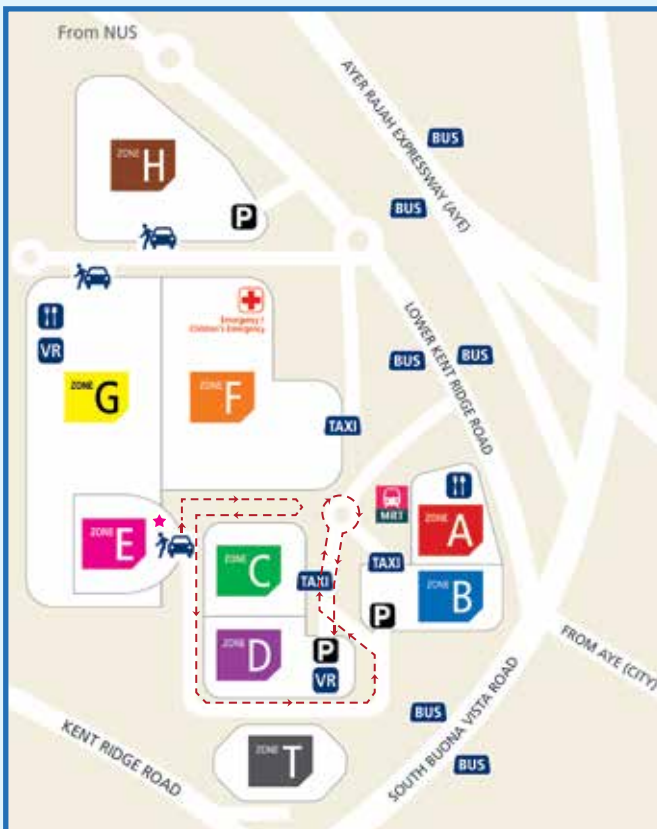 From NUS
AYER RAJAH EXPRESSWAY (AYE)
BUS
ZONE H
P
BUS
Emergency /
Children's Emergency
LOWER KENT RIDGE ROAD
BUS
BUS
VR
ZONE G
ZONE F
TAXI
MRT
ZONE A
ZONE E
ZONE C
TAXI
TAXI
ZONE B
P
ZONE D
P
VR
FROM AYE (CITY)
SOUTH BUONA VISTA ROAD
BUS
BUS
KENT RIDGE ROAD
ZONE T